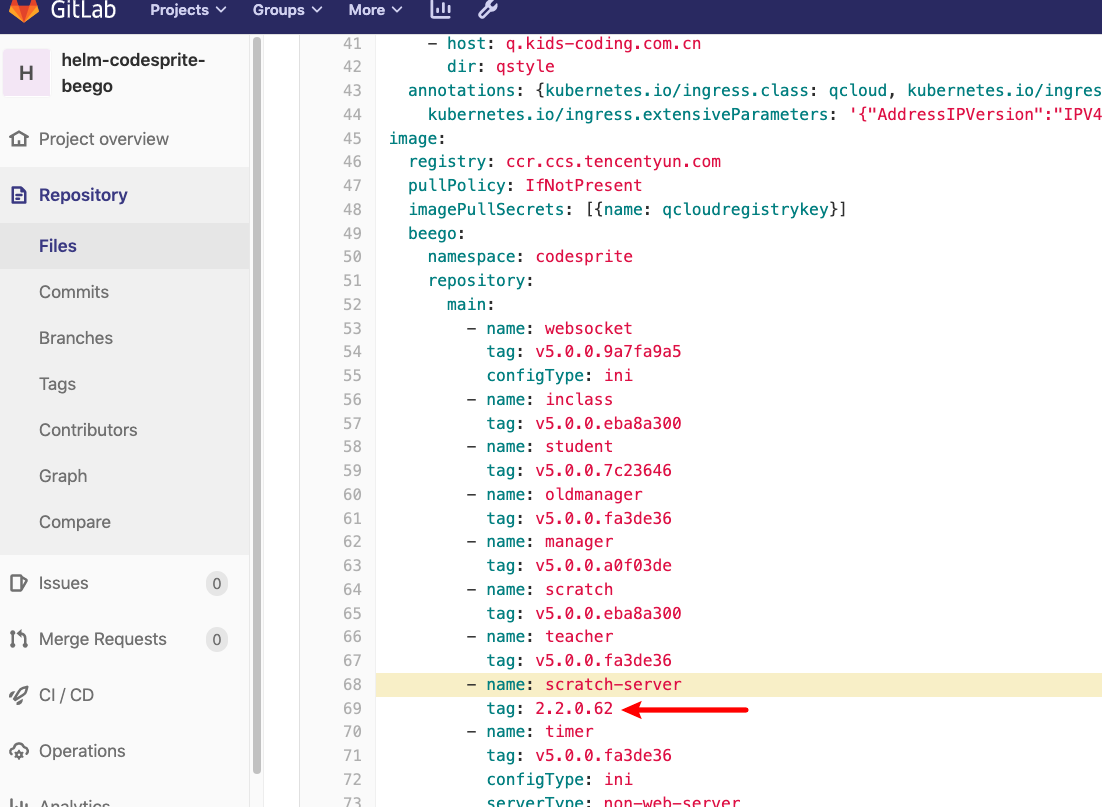 GitLab Projects Groups More
H helm-codesprite-
beego
Project overview
Repository
Files
Commits
Branches
Tags
Contributors
Graph
Compare
Issues 0
Merge Requests 0
CI / CD
Operations
Analytics
41 - host: q.kids-coding.com.cn
42 dir: qstyle
43 annotations: {kubernetes.io/ingress.class: qcloud, kubernetes.io/ingres
44 kubernetes.io/ingress.extensiveParameters: '{"AddressIPVersion":"IPV4
45 image:
46 registry: ccr.ccs.tencentyun.com
47 pullPolicy: IfNotPresent
48 imagePullSecrets: [{name: qcloudregistrykey}]
49 beego:
50 namespace: codesprite
51 repository:
52 main:
53 - name: websocket
54 tag: v5.0.0.9a7fa9a5
55 configType: ini
56 - name: inclass
57 tag: v5.0.0.eba8a300
58 - name: student
59 tag: v5.0.0.7c23646
60 - name: oldmanager
61 tag: v5.0.0.fa3de36
62 - name: manager
63 tag: v5.0.0.a0f03de
64 - name: scratch
65 tag: v5.0.0.eba8a300
66 - name: teacher
67 tag: v5.0.0.fa3de36
68 - name: scratch-server
69 tag: 2.2.0.62
70 - name: timer
71 tag: v5.0.0.fa3de36
72 configType: ini
73 serverType: non-web-server